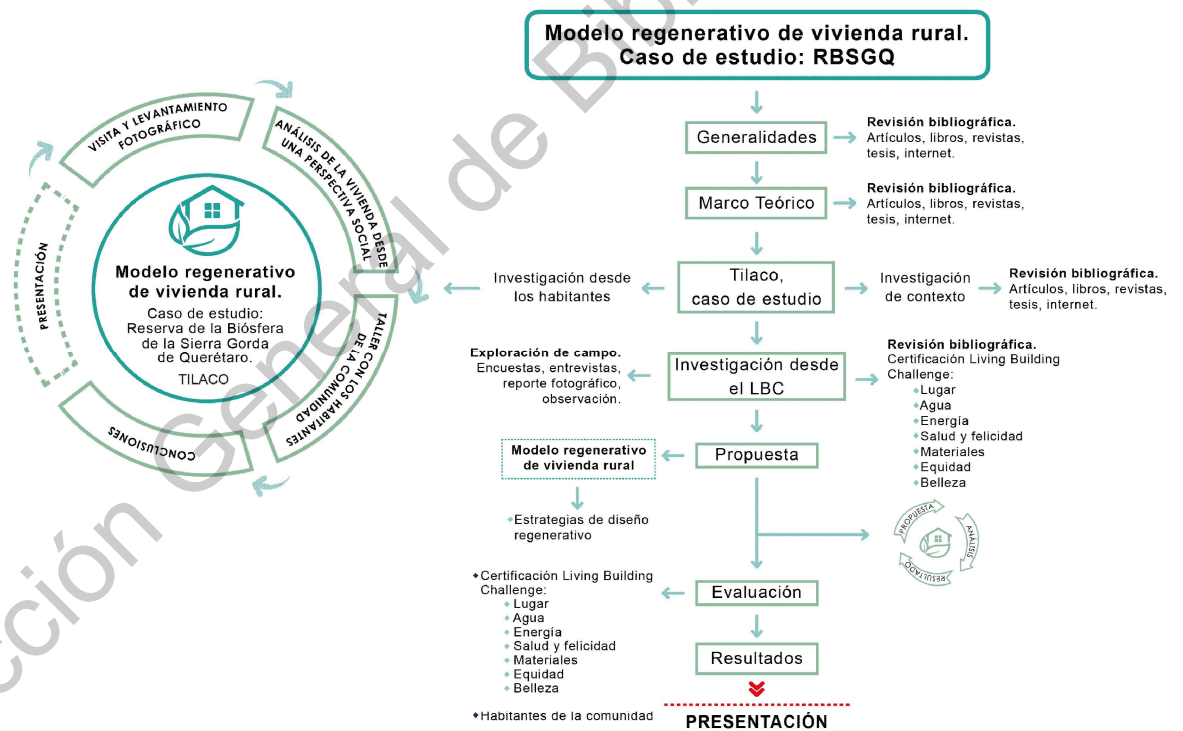 Modelo regenerativo de vivienda rural.
Caso de estudio: RBSGQ
VISITA Y LEVANTAMIENTO
FOTOGRÁFICO
ANÁLISIS DE LA VIVIENDA DESDE
UNA PERSPECTIVA SOCIAL
TALLER CON LOS HABITANTES
DE LA COMUNIDAD
CONCLUSIONES
PRESENTACIÓN
Modelo regenerativo
de vivienda rural.
Caso de estudio:
Reserva de la Biósfera
de la Sierra Gorda
de Querétaro.
TILACO
Generalidades
Revisión bibliográfica.
Artículos, libros, revistas,
tesis, internet.
Marco Teórico
Revisión bibliográfica.
Artículos, libros, revistas,
tesis, internet.
Investigación desde
los habitantes
Tilaco,
caso de estudio
Investigación
de contexto
Revisión bibliográfica.
Artículos, libros, revistas,
tesis, internet.
Exploración de campo.
Encuestas, entrevistas,
reporte fotográfico,
observación.
Investigación desde
el LBC
Revisión bibliográfica.
Certificación Living Building
Challenge:
Lugar
Agua
Energía
Salud y felicidad
Materiales
Equidad
Belleza
Modelo regenerativo
de vivienda rural
Propuesta
Estrategias de diseño
regenerativo
PROPUESTA
ANÁLISIS
RESULTADO
Certificación Living Building
Challenge:
Lugar
Agua
Energía
Salud y felicidad
Materiales
Equidad
Belleza
Habitantes de la comunidad
Evaluación
Resultados
PRESENTACIÓN
cción General de Bib